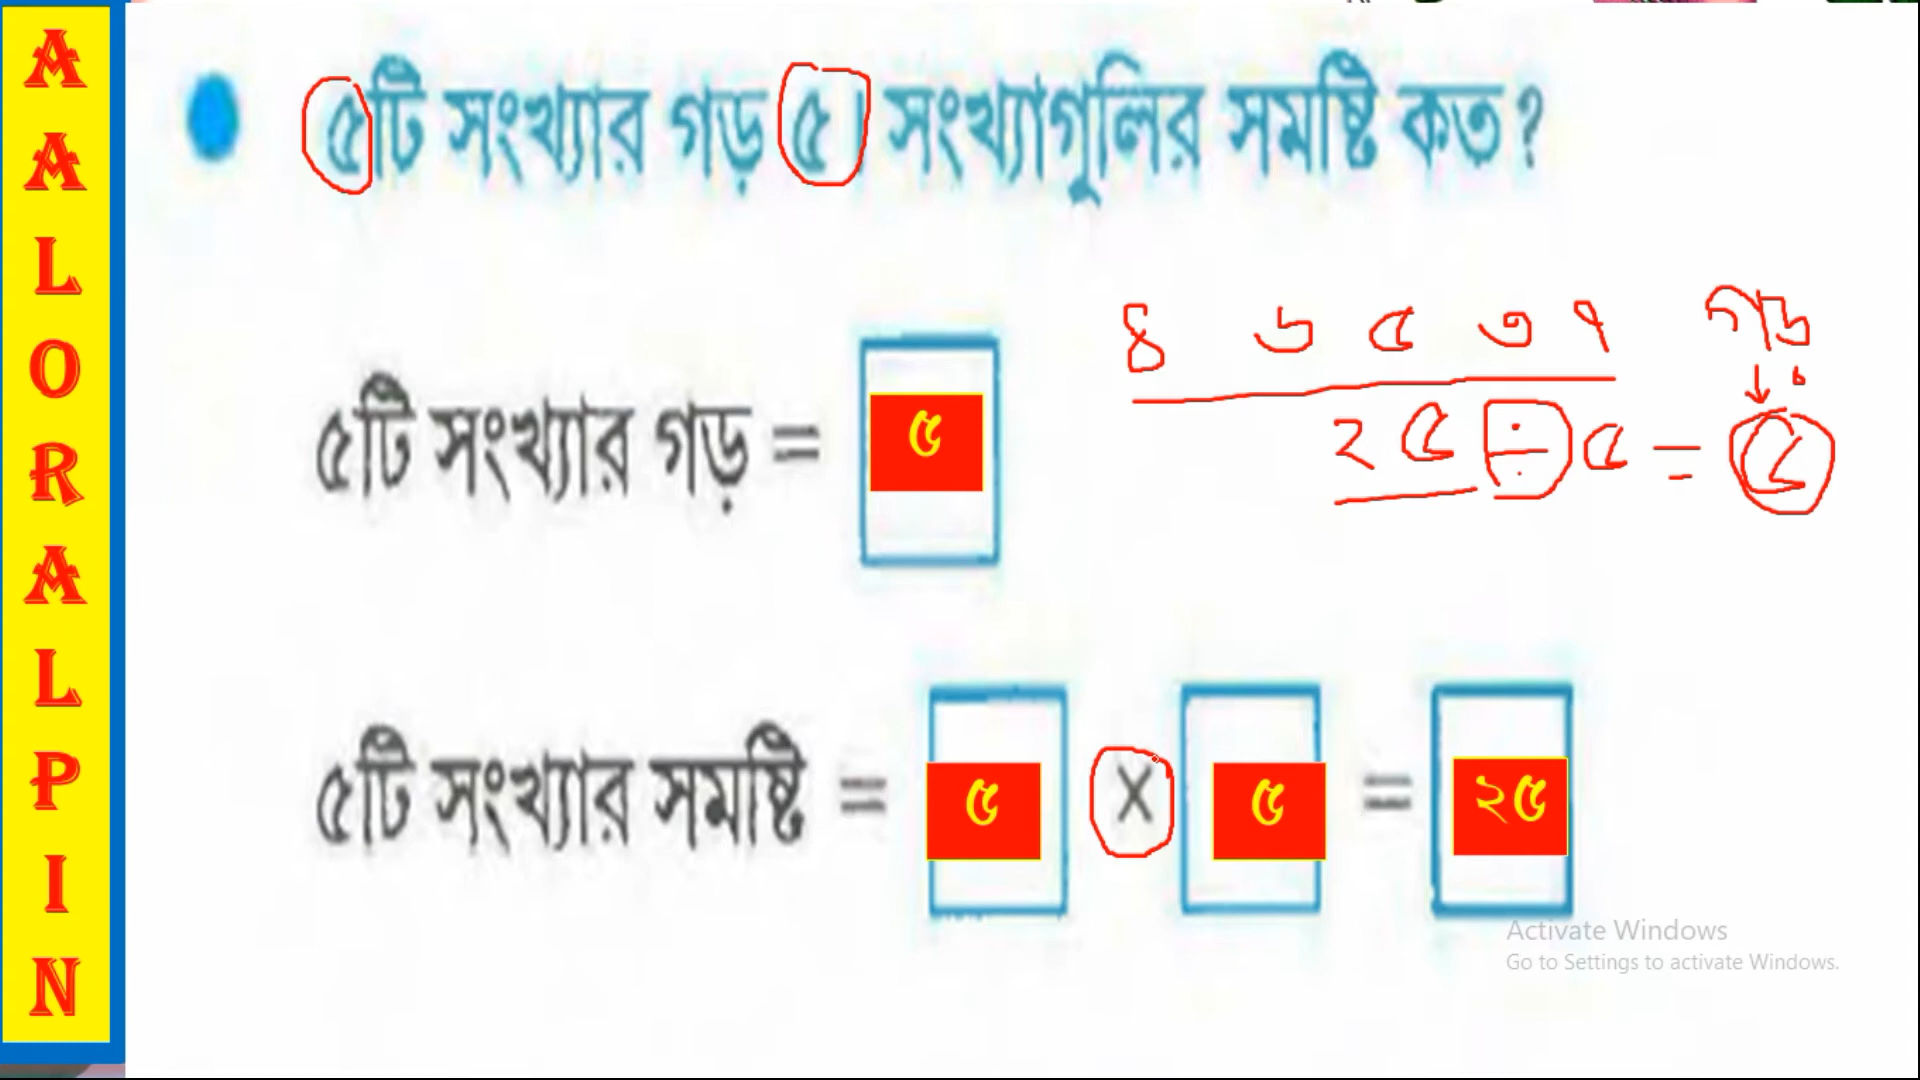 AALORALPIN
৫টি সংখ্যার গড় ৫। সংখ্যাগুলির সমষ্টি কত?
৪ ৬ ৫ ৩ ৭ গড়
৫টি সংখ্যার গড় = ৫
২৫ ÷ ৫ = ৫
৫টি সংখ্যার সমষ্টি = ৫ × ৫ = ২৫
Activate Windows
Go to Settings to activate Windows.